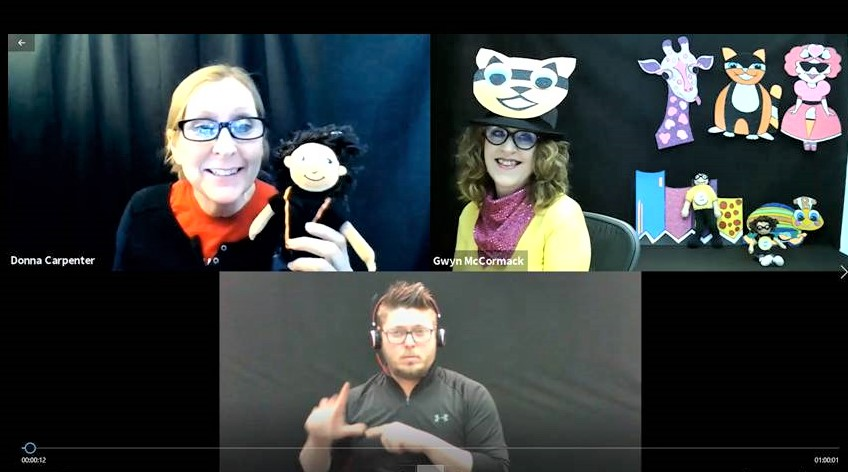 Donna Carpenter
Gwyn McCormack
00:00:12
01:00:01